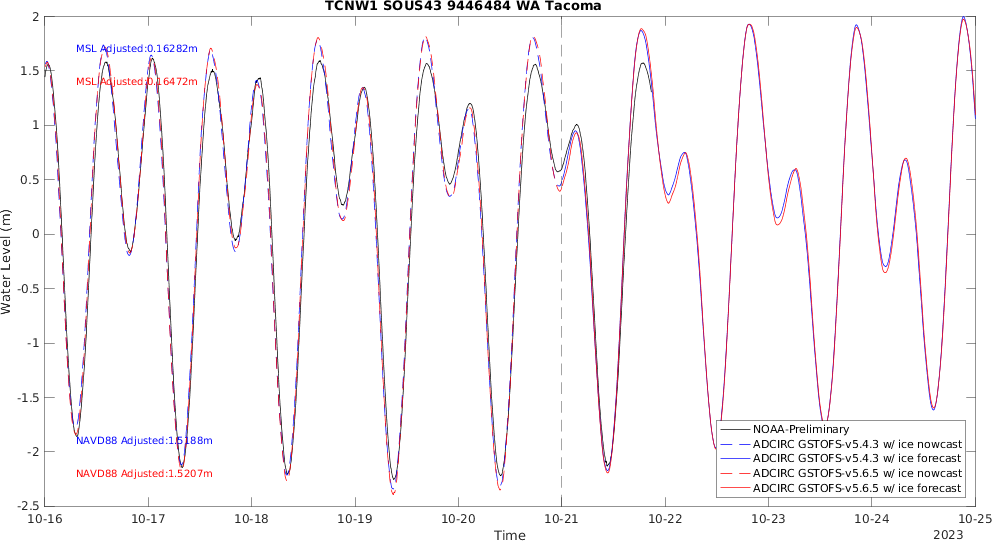 TCNW1 SOUS43 9446484 WA Tacoma
2
1.5
1
0.5
0
-0.5
-1
-1.5
-2
-2.5
Water Level (m)
MSL Adjusted:0.16282m
MSL Adjusted:0.16472m
NAVD88 Adjusted:1.5188m
NAVD88 Adjusted:1.5207m
NOAA-Preliminary
ADCIRC GSTOFS-v5.4.3 w/ ice nowcast
ADCIRC GSTOFS-v5.4.3 w/ ice forecast
ADCIRC GSTOFS-v5.6.5 w/ ice nowcast
ADCIRC GSTOFS-v5.6.5 w/ ice forecast
10-16 10-17 10-18 10-19 10-20 10-21 10-22 10-23 10-24 10-25
Time
2023